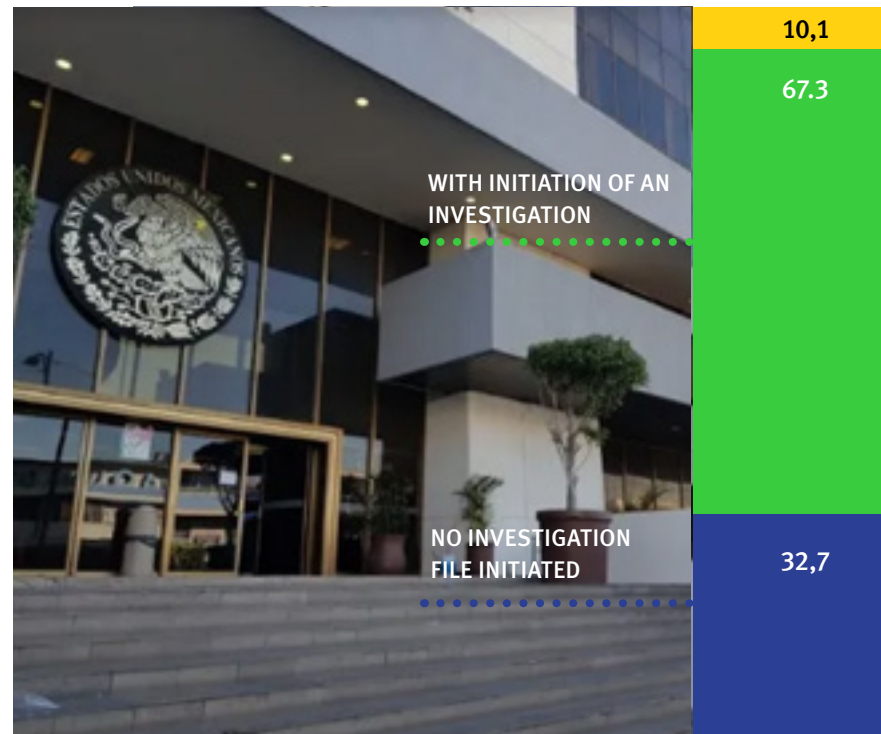 10,1
67.3
ESTADOS UNIDOS MEXICANOS
WITH INITIATION OF AN
INVESTIGATION
NO INVESTIGATION
FILE INITIATED
32,7